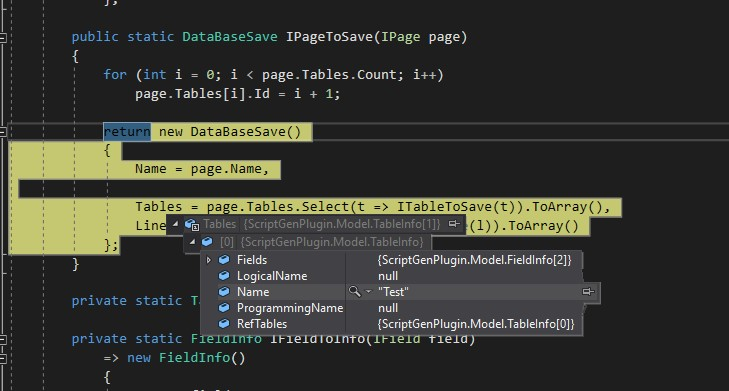 };
public static DataBaseSave IPageToSave(IPage page)
{
for (int i = 0; i < page.Tables.Count; i++)
page.Tables[i].Id = i + 1;
return new DataBaseSave()
{
Name = page.Name,
Tables = page.Tables.Select(t => ITableToSave(t)).ToArray(),
Line
Tables {ScriptGenPlugin.Model.TableInfo[1]}
(l)).ToArray()
};
[0] {ScriptGenPlugin.Model.TableInfo}
}
Fields {ScriptGenPlugin.Model.FieldInfo[2]}
LogicalName null
private static T
Name "Test"
ProgrammingName null
RefTables {ScriptGenPlugin.Model.TableInfo[0]}
private static FieldInfo IFieldToInfo(IField field)
=> new FieldInfo()
{